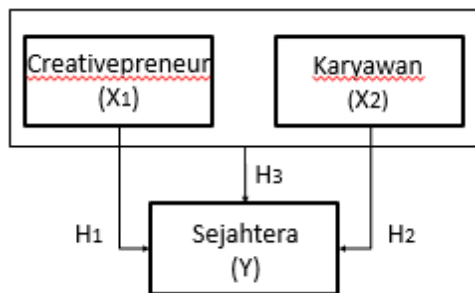 Creativepreneur
(X1)
Karyawan
(X2)
H3
H1
H2
Sejahtera
(Y)